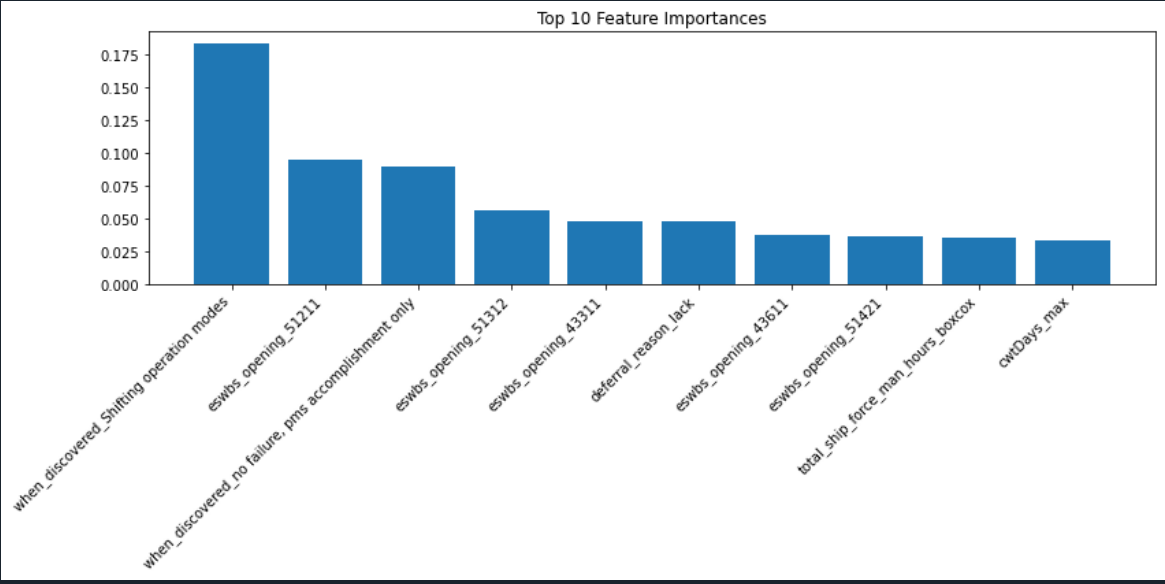 Top 10 Feature Importances
0.175
0.150
0.125
0.100
0.075
0.050
0.025
0.000
when_discovered_Shifting operation modes
eswbs_opening_51211
when_discovered_no failure, pms accomplishment only
eswbs_opening_51312
eswbs_opening_43311
deferral_reason_lack
eswbs_opening_43611
eswbs_opening_51421
total_ship_force_man_hours_boxcox
cwtDays_max